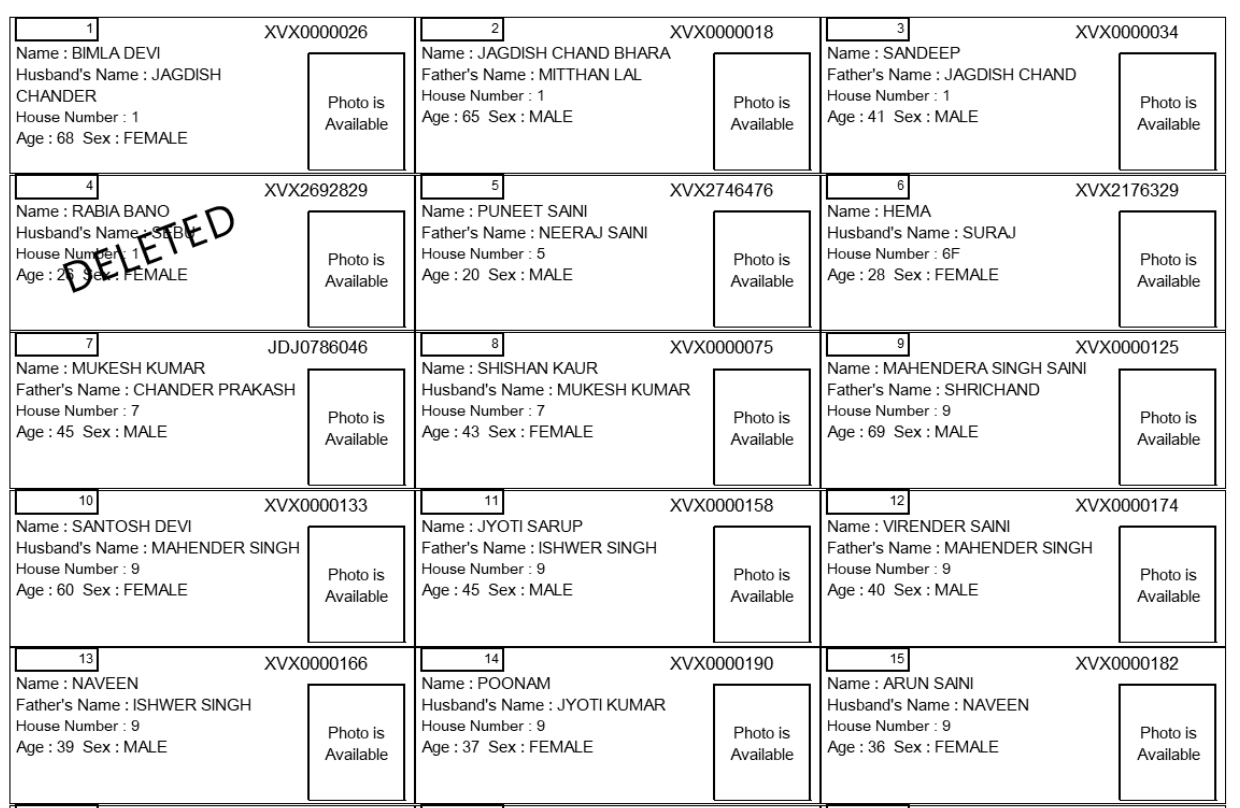 1 XVX0000026
Name : BIMLA DEVI
Husband's Name : JAGDISH
CHANDER
House Number : 1
Age : 68 Sex : FEMALE
Photo is
Available
2 XVX0000018
Name : JAGDISH CHAND BHARA
Father's Name : MITTHAN LAL
House Number : 1
Age : 65 Sex : MALE
Photo is
Available
3 XVX0000034
Name : SANDEEP
Father's Name : JAGDISH CHAND
House Number : 1
Age : 41 Sex : MALE
Photo is
Available
4 XVX2692829
Name : RABIA BANO
Husband's Name : SEBU
House Number : 1
Age : 26 Sex : FEMALE
DELETED
Photo is
Available
5 XVX2746476
Name : PUNEET SAINI
Father's Name : NEERAJ SAINI
House Number : 5
Age : 20 Sex : MALE
Photo is
Available
6 XVX2176329
Name : HEMA
Husband's Name : SURAJ
House Number : 6F
Age : 28 Sex : FEMALE
Photo is
Available
7 JDJ0786046
Name : MUKESH KUMAR
Father's Name : CHANDER PRAKASH
House Number : 7
Age : 45 Sex : MALE
Photo is
Available
8 XVX0000075
Name : SHISHAN KAUR
Husband's Name : MUKESH KUMAR
House Number : 7
Age : 43 Sex : FEMALE
Photo is
Available
9 XVX0000125
Name : MAHENDERA SINGH SAINI
Father's Name : SHRICHAND
House Number : 9
Age : 69 Sex : MALE
Photo is
Available
10 XVX0000133
Name : SANTOSH DEVI
Husband's Name : MAHENDER SINGH
House Number : 9
Age : 60 Sex : FEMALE
Photo is
Available
11 XVX0000158
Name : JYOTI SARUP
Father's Name : ISHWER SINGH
House Number : 9
Age : 45 Sex : MALE
Photo is
Available
12 XVX0000174
Name : VIRENDER SAINI
Father's Name : MAHENDER SINGH
House Number : 9
Age : 40 Sex : MALE
Photo is
Available
13 XVX0000166
Name : NAVEEN
Father's Name : ISHWER SINGH
House Number : 9
Age : 39 Sex : MALE
Photo is
Available
14 XVX0000190
Name : POONAM
Husband's Name : JYOTI KUMAR
House Number : 9
Age : 37 Sex : FEMALE
Photo is
Available
15 XVX0000182
Name : ARUN SAINI
Husband's Name : NAVEEN
House Number : 9
Age : 36 Sex : FEMALE
Photo is
Available